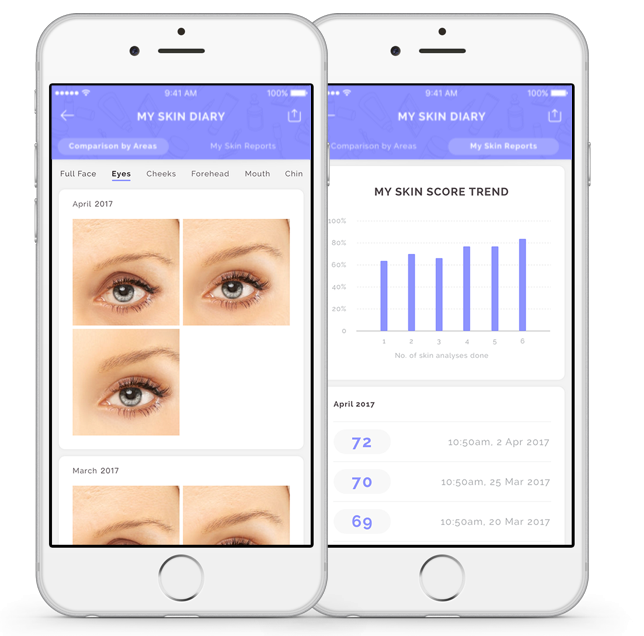 9:41 AM 100%
MY SKIN DIARY
Comparison by Areas My Skin Reports
Full Face Eyes Cheeks Forehead Mouth Chin
April 2017
March 2017
9:41 AM 100%
MY SKIN DIARY
Comparison by Areas My Skin Reports
MY SKIN SCORE TREND
100%
80%
60%
40%
20%
0
1 2 3 4 5 6
No. of skin analyses done
April 2017
72 10:50am, 2 Apr 2017
70 10:50am, 25 Mar 2017
69 10:50am, 20 Mar 2017